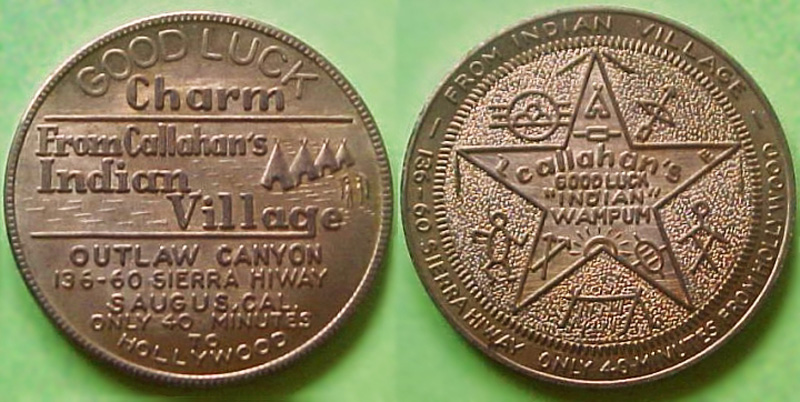 GOOD LUCK
Charm
From Callahan's
Indian
Village
OUTLAW CANYON
136-60 SIERRA HIWAY
SAUGUS, CAL.
ONLY 40 MINUTES
TO
HOLLYWOOD
— FROM INDIAN VILLAGE —
136-60 SIERRA HIWAY ONLY 40-MINUTES FROM HOLLYWOOD
Callahan's
GOOD LUCK
"INDIAN"
WAMPUM